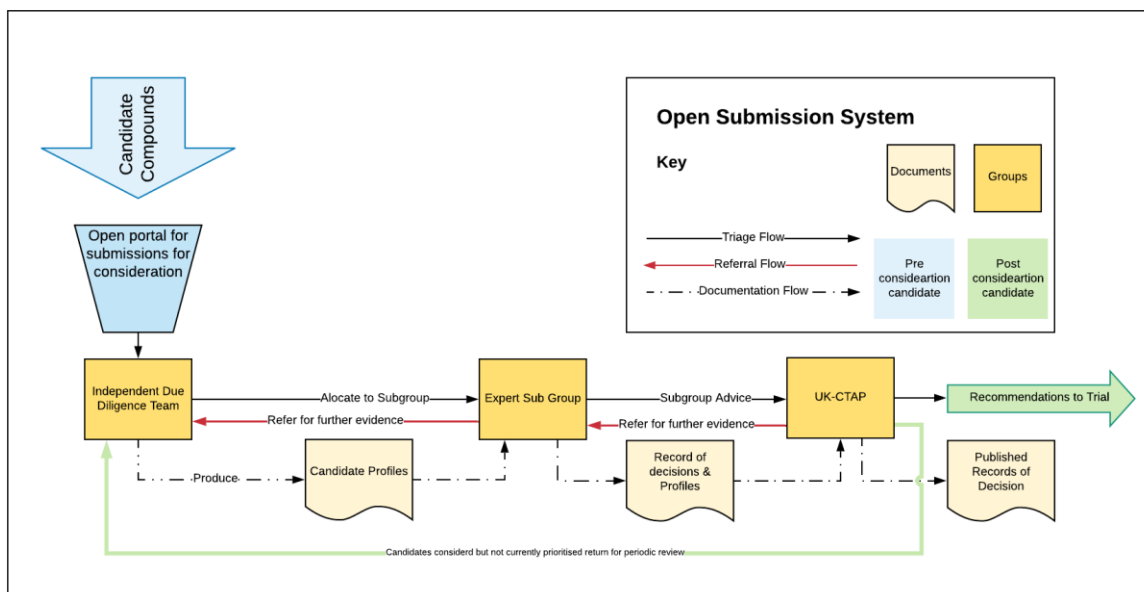 Candidate
Compounds
Open portal for
submissions for
consideration
Open Submission System
Key
Documents
Groups
Triage Flow
Referral Flow
Documentation Flow
Pre
consideartion
candidate
Post
consideartion
candidate
Independent Due
Diligence Team
Alocate to Subgroup
Refer for further evidence
Expert Sub Group
Subgroup Advice
Refer for further evidence
UK-CTAP
Recommendations to Trial
Produce
Candidate Profiles
Record of
decisions &
Profiles
Published
Records of
Decision
Candidates considerd but not currently prioritised return for periodic review